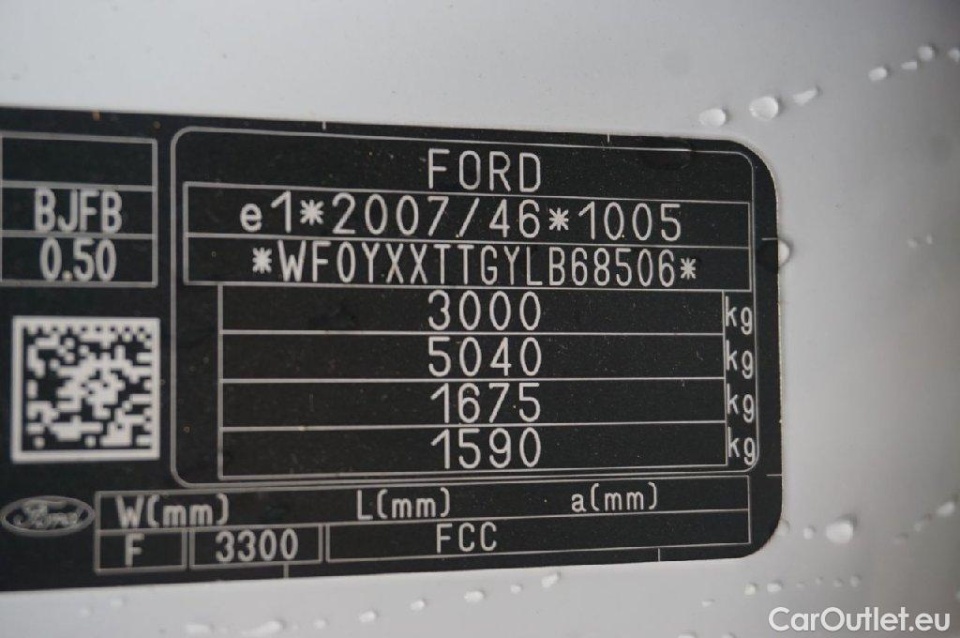 FORD
e1*2007/46*1005
*WF0YXXTTGYLB68506*
3000 kg
5040 kg
1675 kg
1590 kg
BJFB
0.50
Ford
W(mm) L(mm) a(mm)
F 3300 FCC
CarOutlet.eu